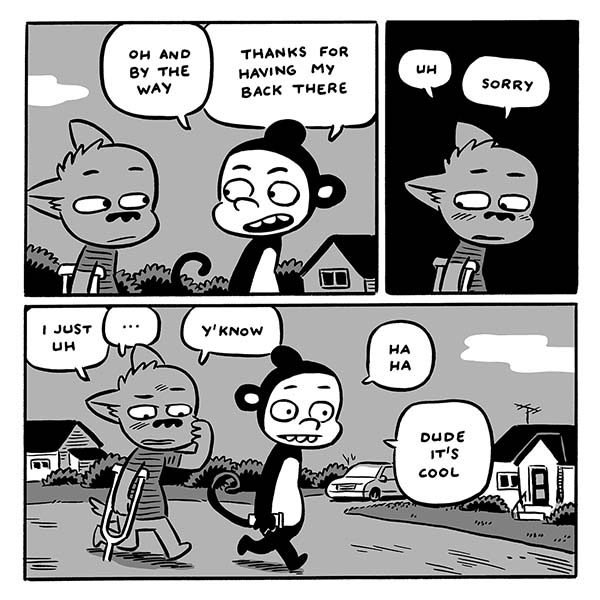 OH AND
BY THE
WAY
THANKS FOR
HAVING MY
BACK THERE
UH
SORRY
I JUST
UH
...
Y'KNOW
HA
HA
DUDE
IT'S
COOL